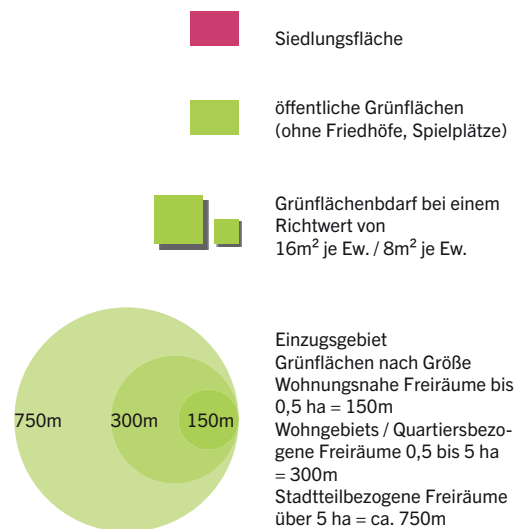 Siedlungsfläche
öffentliche Grünflächen
(ohne Friedhöfe, Spielplätze)
Grünflächenbdarf bei einem
Richtwert von
16m² je Ew. / 8m² je Ew.
750m 300m 150m
Einzugsgebiet
Grünflächen nach Größe
Wohnungsnahe Freiräume bis
0,5 ha = 150m
Wohngebiets / Quartiersbezo-
gene Freiräume 0,5 bis 5 ha
= 300m
Stadtteilbezogene Freiräume
über 5 ha = ca. 750m